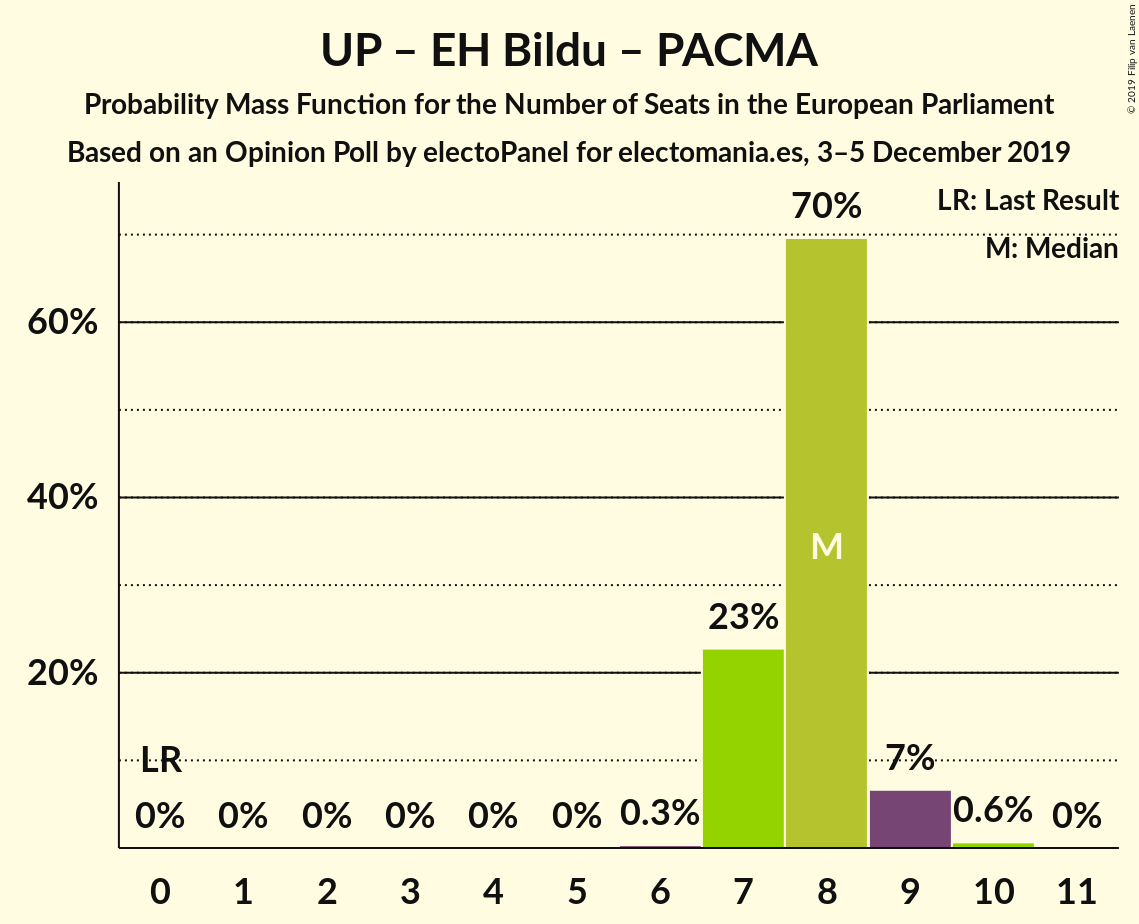 UP – EH Bildu – PACMA
Probability Mass Function for the Number of Seats in the European Parliament
Based on an Opinion Poll by electoPanel for electomania.es, 3–5 December 2019
© 2019 Filip van Laenen
LR: Last Result
M: Median
70%
60%
40%
M
23%
20%
LR
7%
0% 0% 0% 0% 0% 0% 0.3% 0.6% 0%
0 1 2 3 4 5 6 7 8 9 10 11